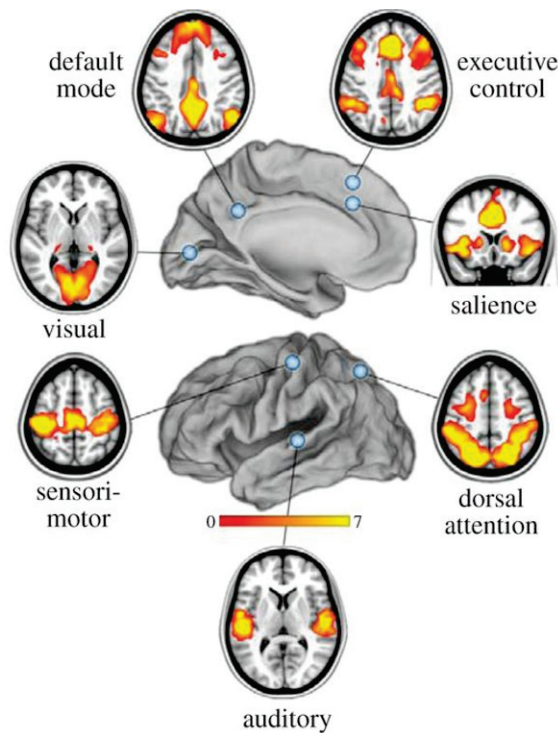 default
mode
executive
control
visual
salience
sensori-
motor
dorsal
attention
0 7
auditory